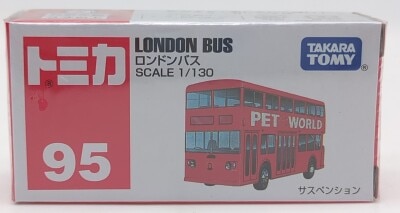 トミカ
95
LONDON BUS
ロンドンバス
SCALE 1/130
TAKARA
TOMY
PET WORLD
サスペンション